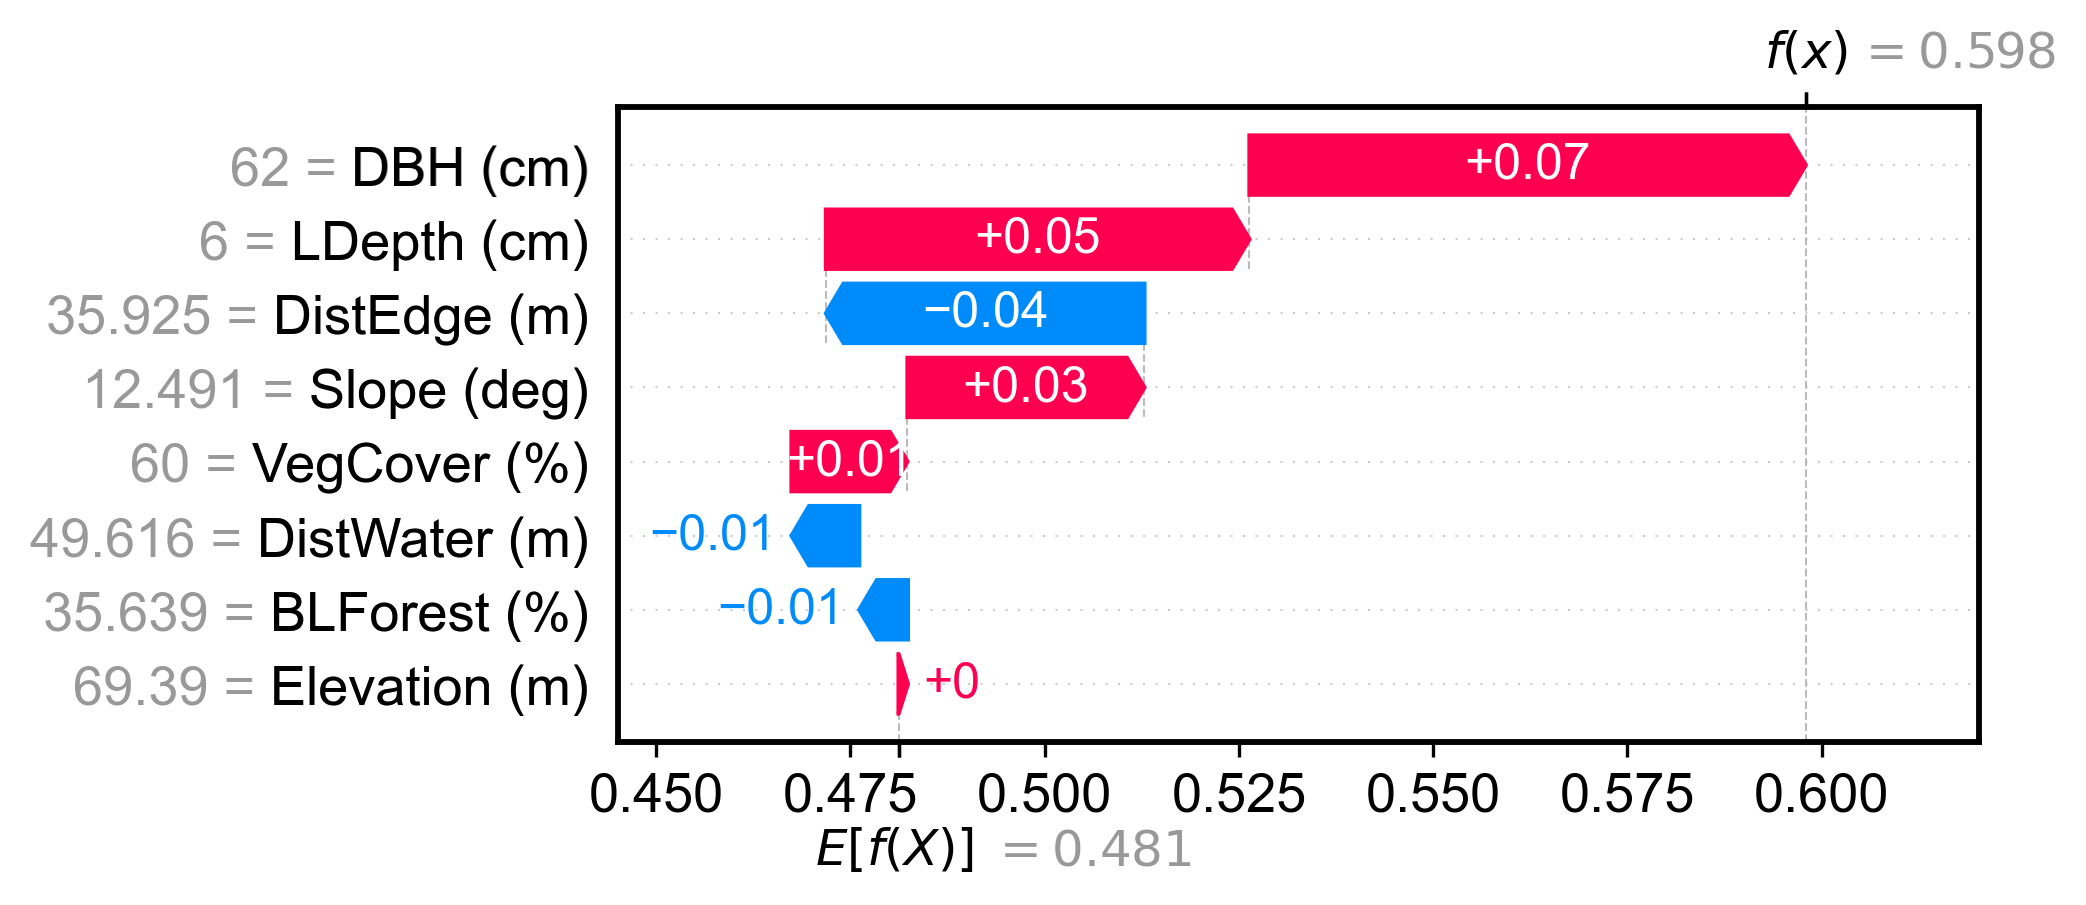 f(x) = 0.598
62 = DBH (cm) +0.07
6 = LDepth (cm) +0.05
35.925 = DistEdge (m) −0.04
12.491 = Slope (deg) +0.03
60 = VegCover (%) +0.01
49.616 = DistWater (m) −0.01
35.639 = BLForest (%) −0.01
69.39 = Elevation (m) +0
0.450 0.475 0.500 0.525 0.550 0.575 0.600
E[f(X)] = 0.481